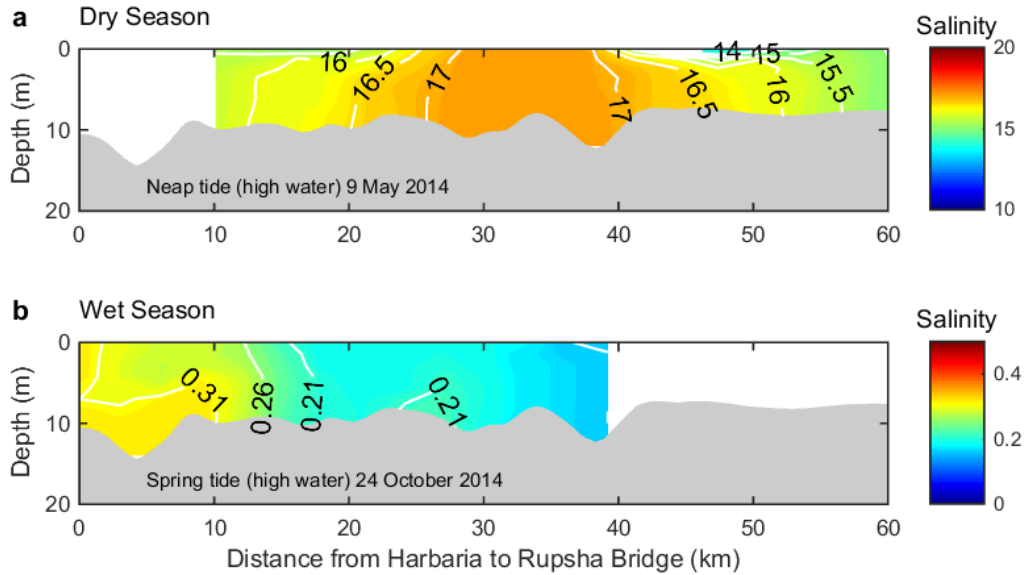 a Dry Season
Salinity
0
10
20
Depth (m)
16
16.5
17
17
16.5
14
15
16
15.5
Neap tide (high water) 9 May 2014
0 10 20 30 40 50 60
20
15
10
b Wet Season
Salinity
0
10
20
Depth (m)
0.31
0.26
0.21
0.21
Spring tide (high water) 24 October 2014
0 10 20 30 40 50 60
Distance from Harbaria to Rupsha Bridge (km)
0.4
0.2
0